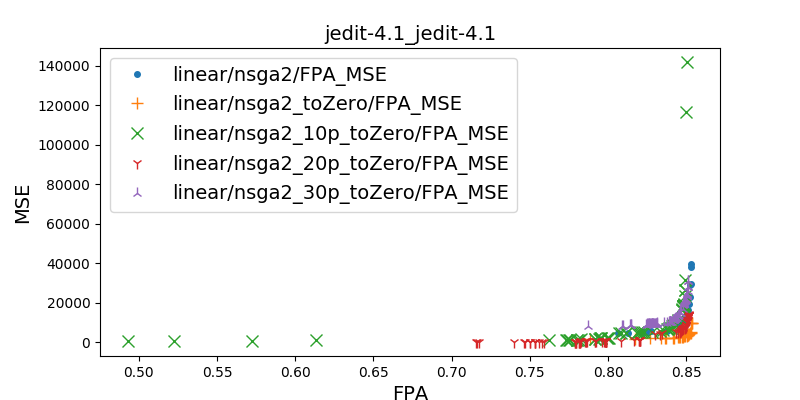 jedit-4.1_jedit-4.1
140000
120000
100000
80000
60000
40000
20000
0
MSE
linear/nsga2/FPA_MSE
linear/nsga2_toZero/FPA_MSE
linear/nsga2_10p_toZero/FPA_MSE
linear/nsga2_20p_toZero/FPA_MSE
linear/nsga2_30p_toZero/FPA_MSE
0.50 0.55 0.60 0.65 0.70 0.75 0.80 0.85
FPA